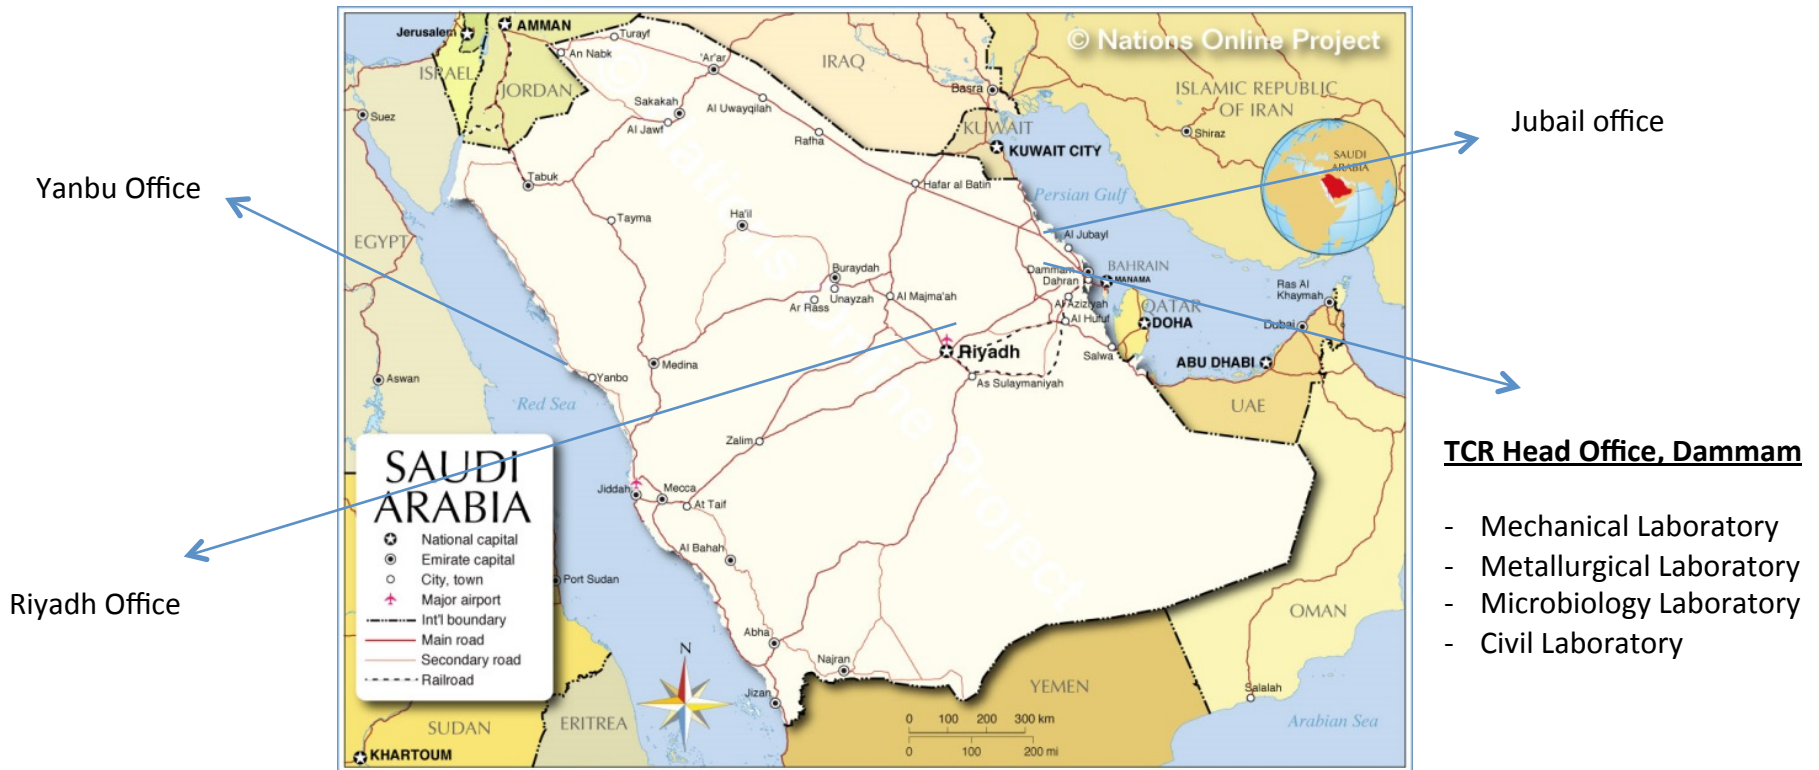 © Nations Online Project
Jerusalem
AMMAN
Turayf
An Nabk
'Ar'ar
IRAQ
ISRAEL
JORDAN
Basra
ISLAMIC REPUBLIC
OF IRAN
Sakakah
Al Uwayqilah
Suez
Al Jawf
Rafha
KUWAIT
KUWAIT CITY
Shiraz
Jubail office
SAUDI
ARABIA
Yanbu Office
Tabuk
Hafar al Batin
Persian Gulf
Tayma
Ha'il
EGYPT
Al Jubayl
Buraydah
Dammam
BAHRAIN
MANAMA
Dahran
Unayzah
Ar Rass
Al Majma'ah
Al Aziziyah
QATAR
Ras Al
Khaymah
Al Hufuf
DOHA
Dubai
Riyadh
Salwa
ABU DHABI
Medina
Yanbo
As Sulaymaniyah
Aswan
Red Sea
UAE
Zalim
TCR Head Office, Dammam
- Mechanical Laboratory
- Metallurgical Laboratory
- Microbiology Laboratory
- Civil Laboratory
SAUDI
ARABIA
National capital
Emirate capital
City, town
Major airport
Int'l boundary
Main road
Secondary road
Railroad
Jiddah
Mecca
At Taif
Al Bahah
Port Sudan
Riyadh Office
OMAN
Abha
Najran
N
Jizan
YEMEN
Salalah
Arabian Sea
0 100 200 300 km
0 100 200 mi
SUDAN
ERITREA
KHARTOUM
© Nations Online Project